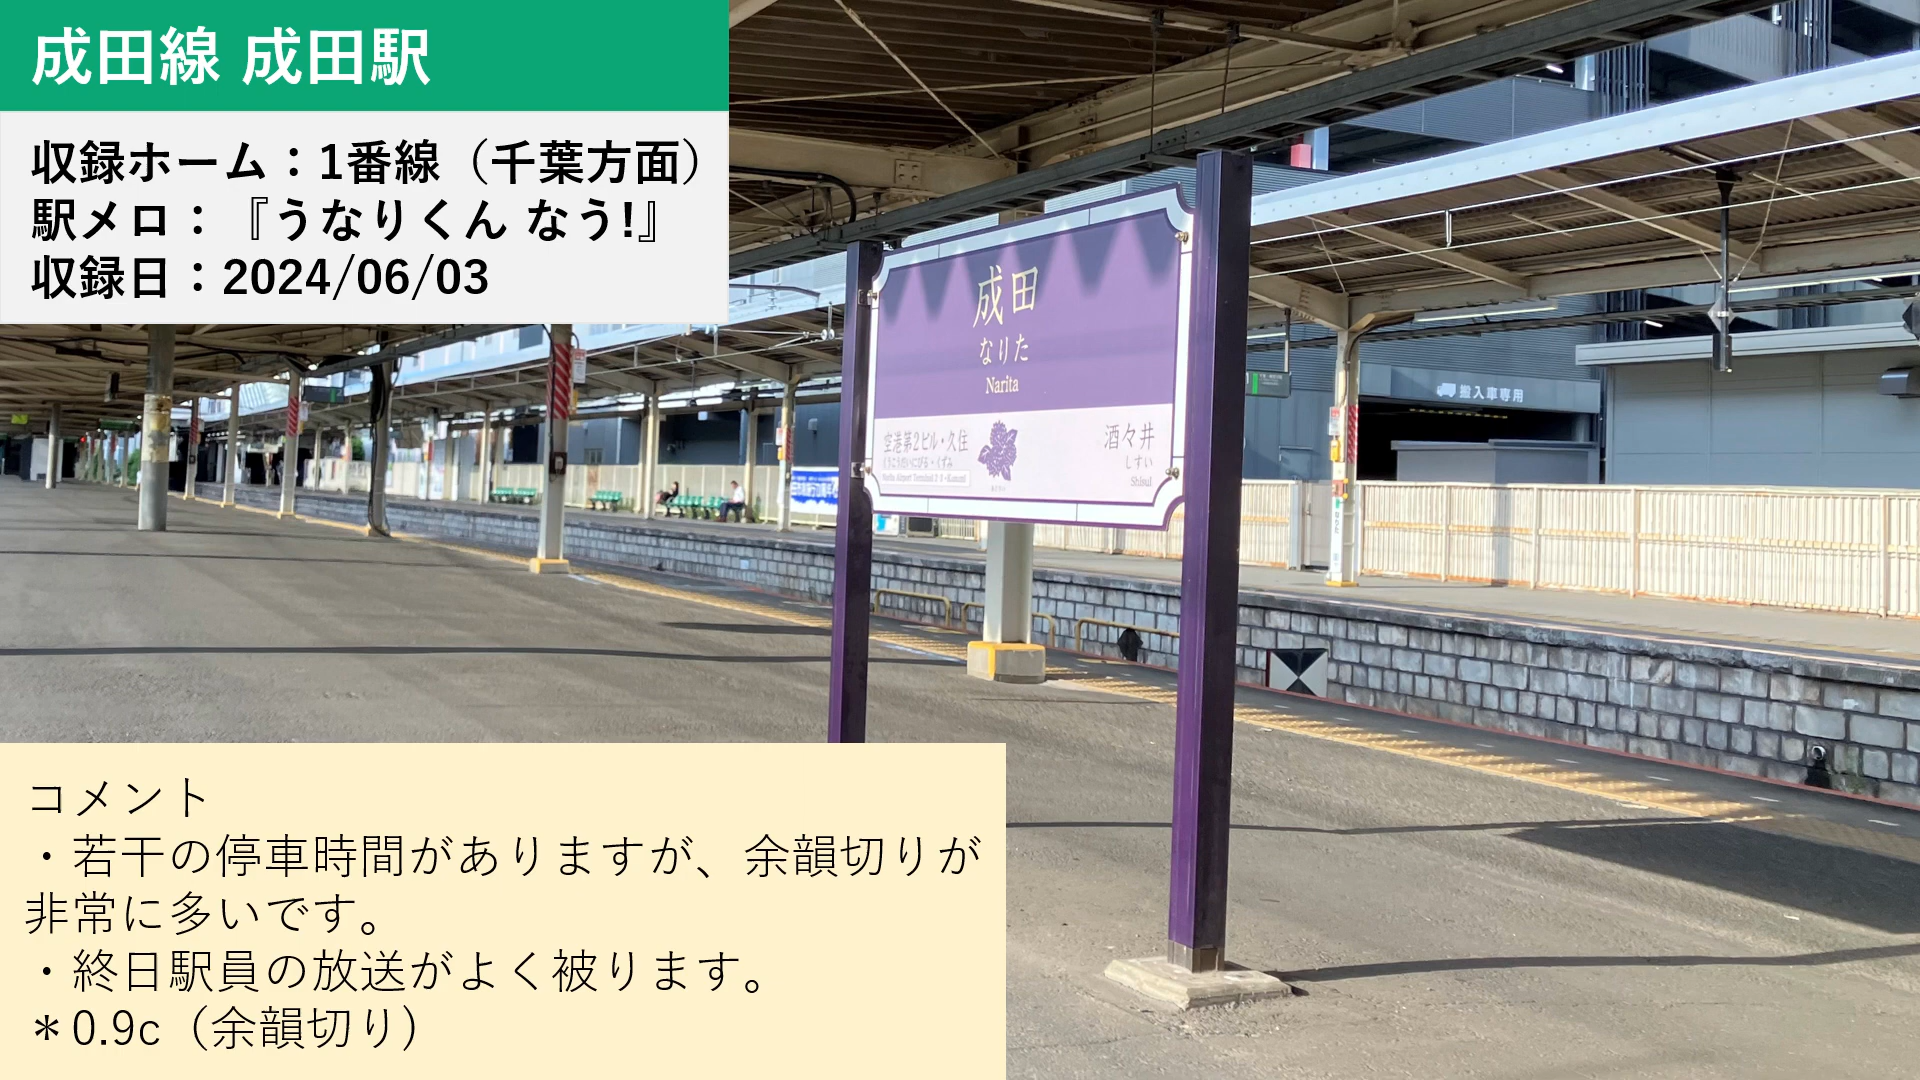 成田線 成田駅
収録ホーム：1番線（千葉方面）
駅メロ：『うなりくん なう!』
収録日：2024/06/03
成田
なりた
Narita
空港第2ビル・久住
酒々井
しすい
Shisui
搬入車専用
コメント
・若干の停車時間がありますが、余韻切りが
非常に多いです。
・終日駅員の放送がよく被ります。
＊0.9c（余韻切り）